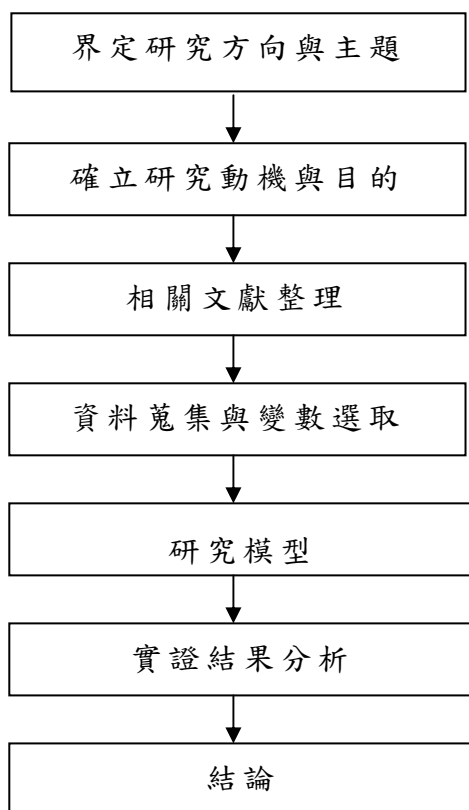 界定研究方向與主題
確立研究動機與目的
相關文獻整理
資料蒐集與變數選取
研究模型
實證結果分析
結論